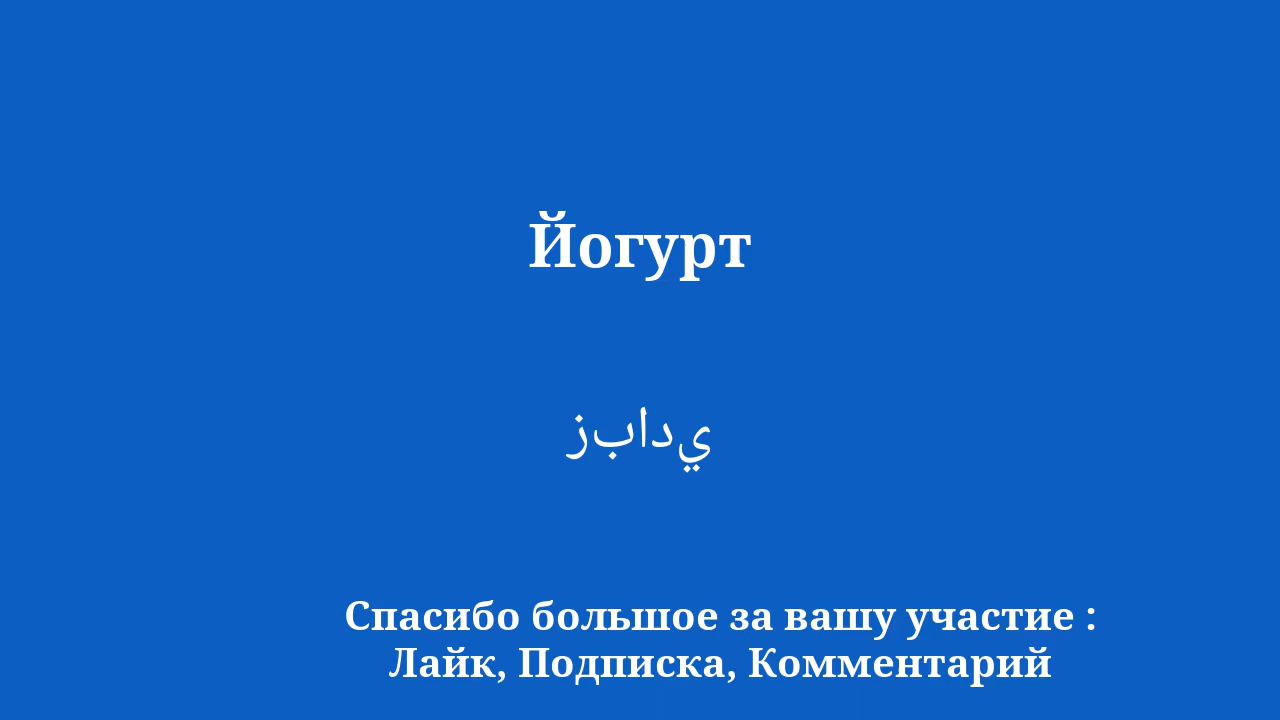 Йогурт
زبادي
Спасибо большое за вашу участие :
Лайк, Подписка, Комментарий